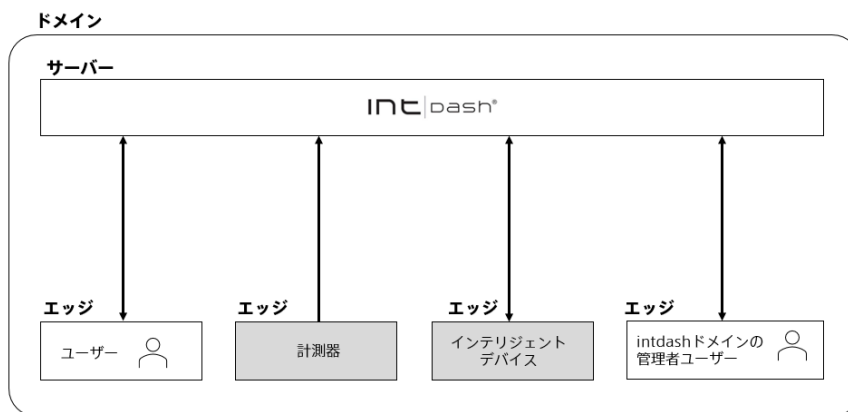 ドメイン
サーバー
INT|DASH®
エッジ
エッジ
エッジ
エッジ
ユーザー
計測器
インテリジェント
デバイス
intdashドメインの
管理者ユーザー